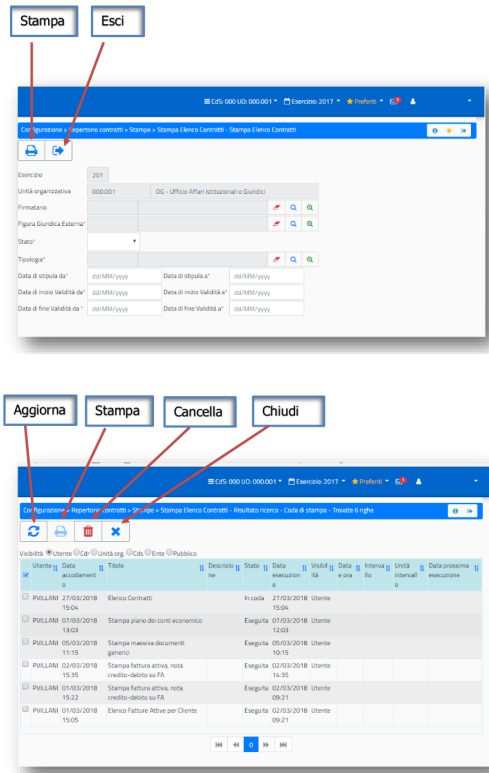 Stampa Esci
CdS: 000 UO: 000.001 Esercizio: 2017 Preferiti
Configurazione > Repertorio contratti > Stampe > Stampa Elenco Contratti - Stampa Elenco Contratti
Esercizio 201
Unità organizzativa 000.001 DG - Ufficio Affari Istituzionali e Giuridici
Firmatario
Figura Giuridica Esterna*
Stato*
Tipologia*
Data di stipula da* dd/MM/yyyy Data di stipula a* dd/MM/yyyy
Data di inizio Validità da* dd/MM/yyyy Data di inizio Validità a* dd/MM/yyyy
Data di fine Validità da * dd/MM/yyyy Data di fine Validità a* dd/MM/yyyy
Aggiorna Stampa Cancella Chiudi
CdS: 000 UO: 000.001 Esercizio: 2017 Preferiti
Configurazione > Repertorio contratti > Stampe > Stampa Elenco Contratti - Risultato ricerca - Coda di stampa - Trovate 6 righe
Visibilità Utente Cdr Unità org. Cds Ente Pubblico
Utente Data Titolo Descrizio Stato Data Visibil Data Interva Unità Data prossima
accodament ne esecuzion ità e ora llo intervall esecuzione
o e o
PVILLANI 27/03/2018 Elenco Contratti In coda 27/03/2018 Utente
15:04 15:04
PVILLANI 07/03/2018 Stampa piano dei conti economico Eseguita 07/03/2018 Utente
13:03 12:03
PVILLANI 05/03/2018 Stampa massiva documenti Eseguita 05/03/2018 Utente
11:15 generici 10:15
PVILLANI 02/03/2018 Stampa fattura attiva, nota Eseguita 02/03/2018 Utente
15:35 credito-debito su FA 14:35
PVILLANI 01/03/2018 Stampa fattura attiva, nota Eseguita 02/03/2018 Utente
15:22 credito-debito su FA 09:21
PVILLANI 01/03/2018 Elenco Fatture Attive per Cliente Eseguita 02/03/2018 Utente
15:05 09:21
0